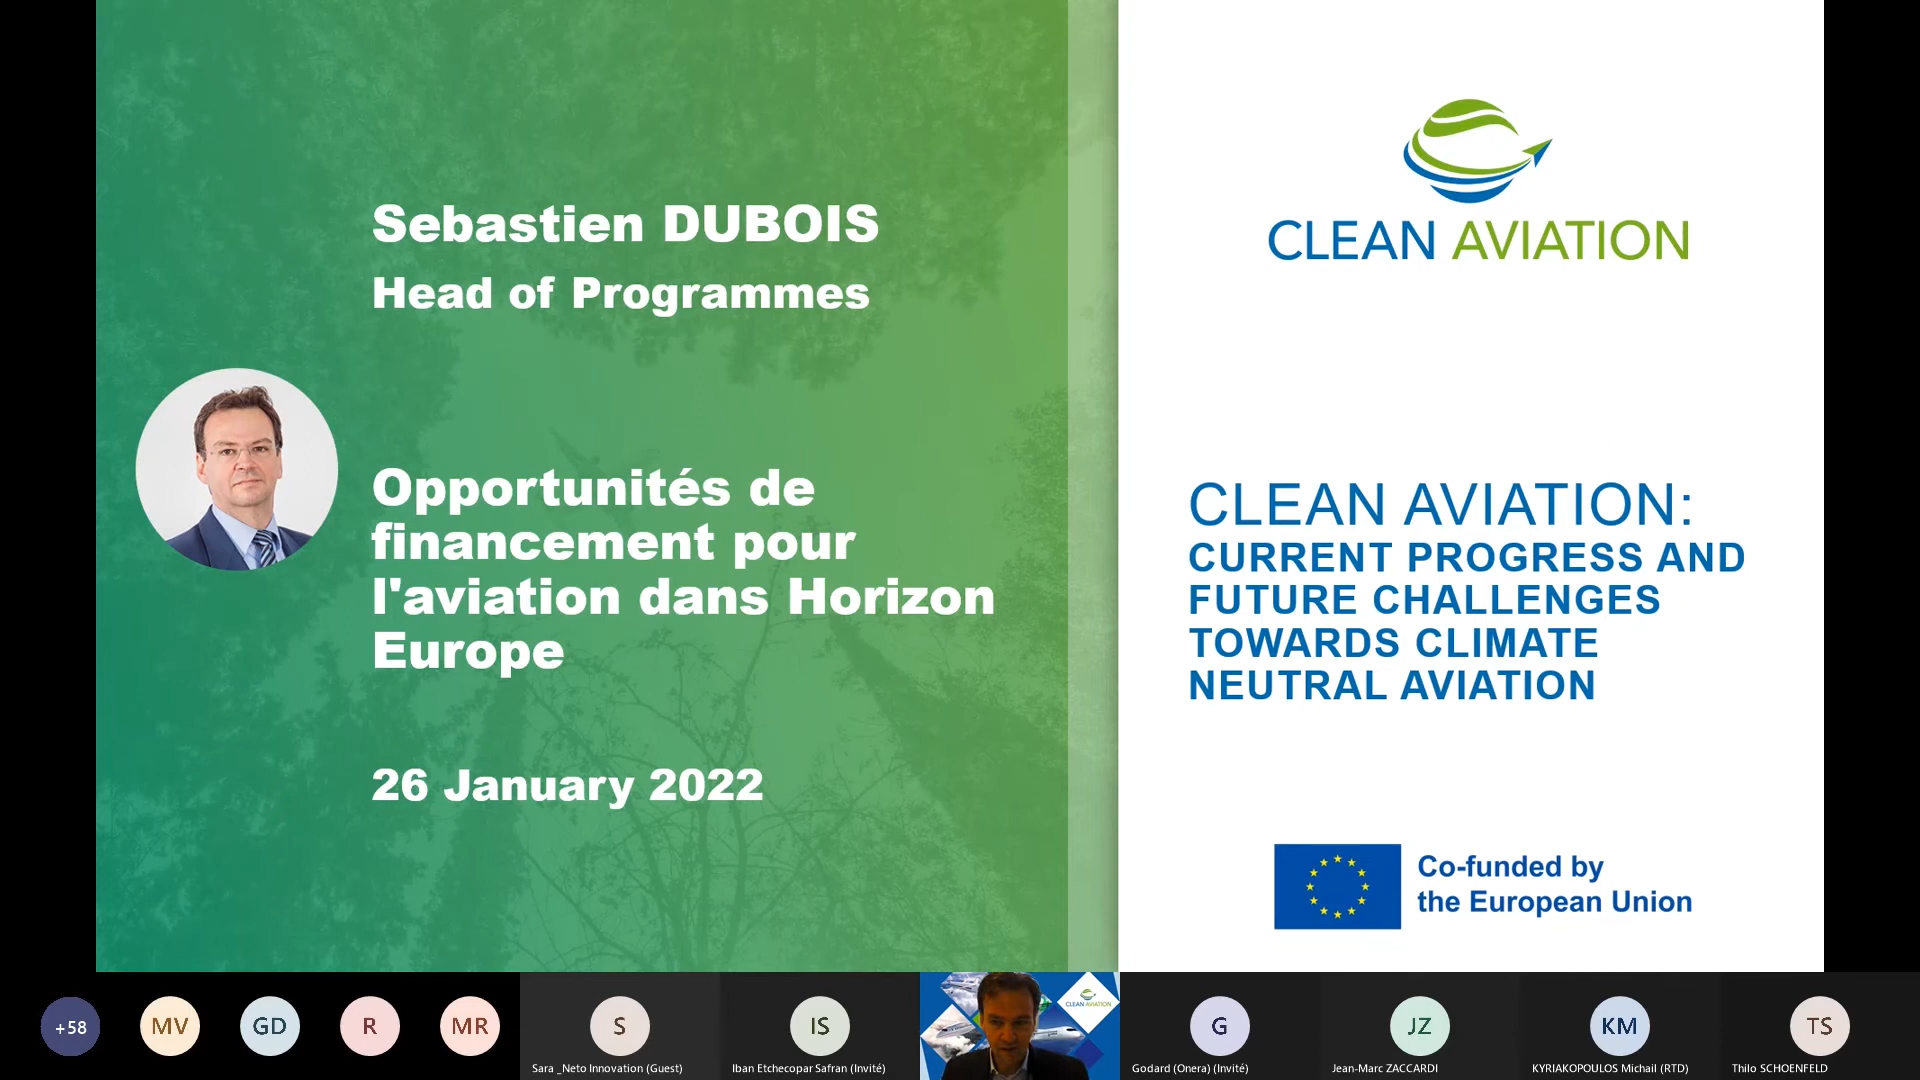 Sebastien DUBOIS
Head of Programmes
Opportunités de
financement pour
l'aviation dans Horizon
Europe
26 January 2022
CLEAN AVIATION
CLEAN AVIATION:
CURRENT PROGRESS AND
FUTURE CHALLENGES
TOWARDS CLIMATE
NEUTRAL AVIATION
Co-funded by
the European Union
+58
MV
GD
R
MR
S
Sara _Neto Innovation (Guest)
IS
Iban Etchecopar Safran (Invité)
CLEAN AVIATION
G
Godard (Onera) (Invité)
JZ
Jean-Marc ZACCARDI
KM
KYRIAKOPOULOS Michail (RTD)
TS
Thilo SCHOENFELD